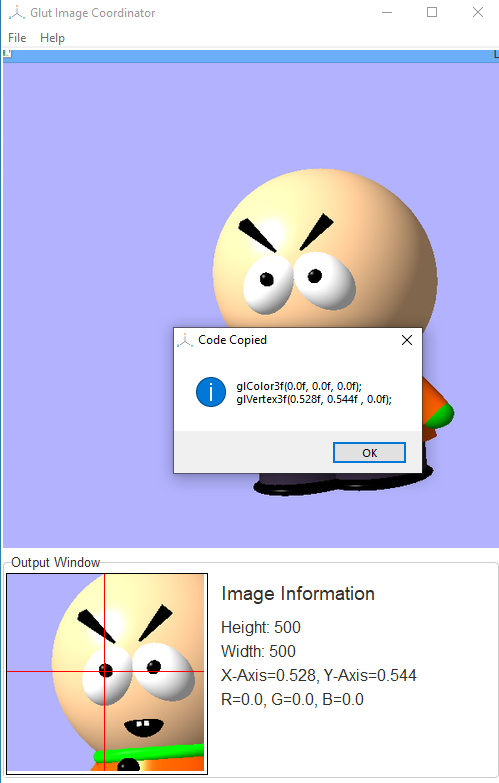 Glut Image Coordinator
File Help
Code Copied
glColor3f(0.0f, 0.0f, 0.0f);
glVertex3f(0.528f, 0.544f , 0.0f);
OK
Output Window
Image Information
Height: 500
Width: 500
X-Axis=0.528, Y-Axis=0.544
R=0.0, G=0.0, B=0.0